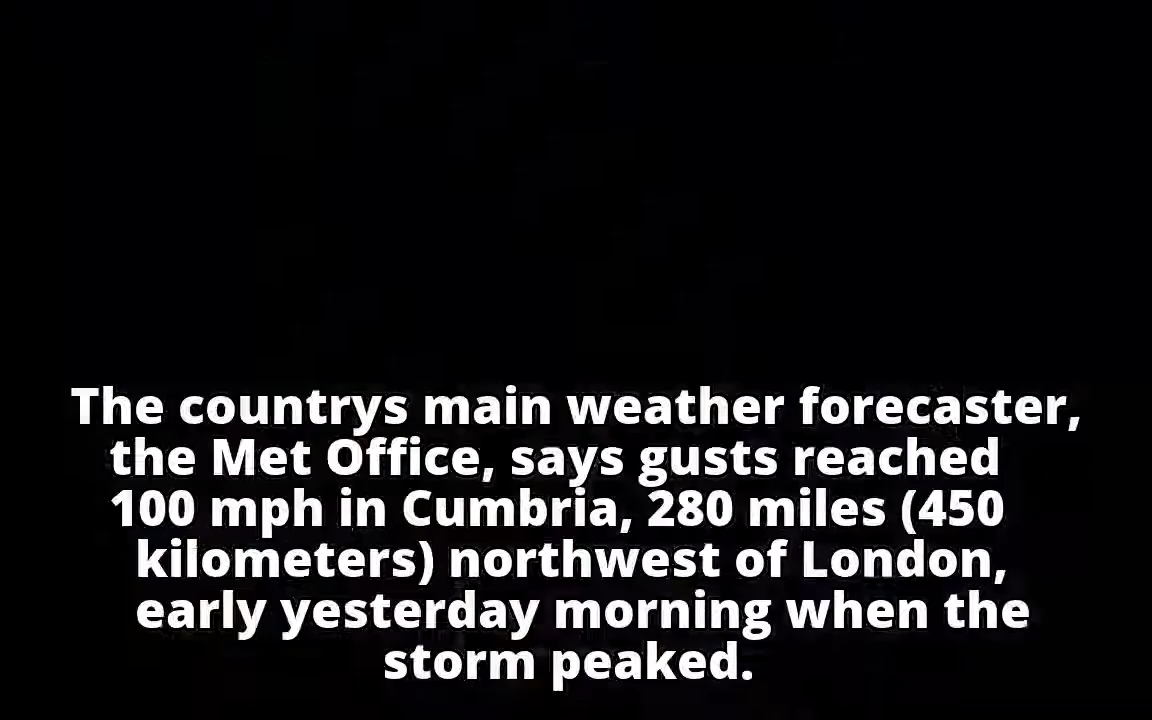 The countrys main weather forecaster,
the Met Office, says gusts reached
100 mph in Cumbria, 280 miles (450
kilometers) northwest of London,
early yesterday morning when the
storm peaked.